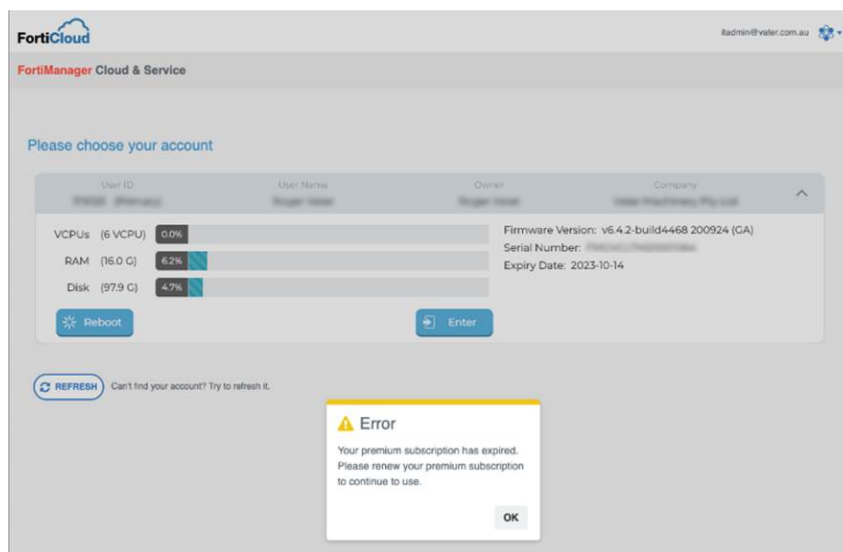 FortiCloud
itadmin@vater.com.au
FortiManager Cloud & Service
Please choose your account
User ID User Name Owner Company
VCPUs (6 VCPU) 0.0%
RAM (16.0 G) 6.2%
Disk (97.9 G) 4.7%
Firmware Version: v6.4.2-build4468 200924 (GA)
Serial Number:
Expiry Date: 2023-10-14
Reboot
Enter
REFRESH Can't find your account? Try to refresh it.
Error
Your premium subscription has expired.
Please renew your premium subscription
to continue to use.
OK